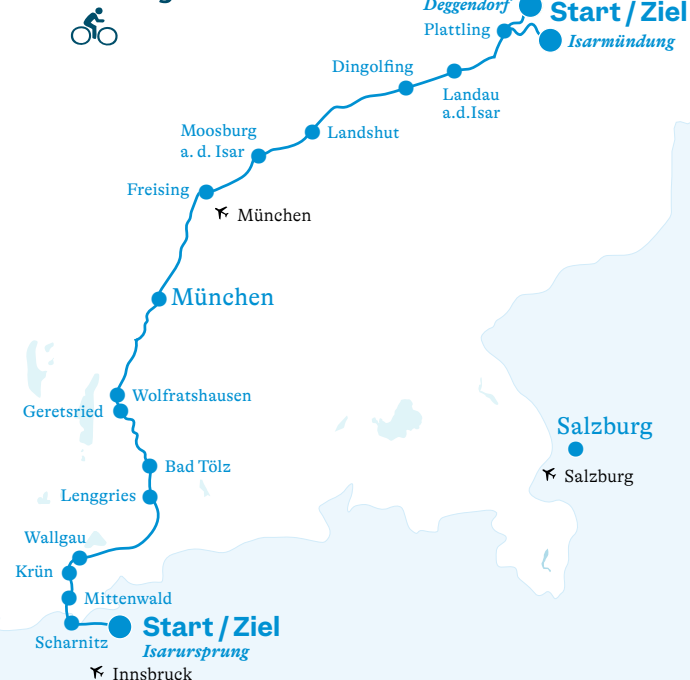 Deggendorf
Start / Ziel
Plattling
Isarmündung
Dingolfing
Landau
a.d.Isar
Moosburg
a. d. Isar
Landshut
Freising
München
München
Wolfratshausen
Geretsried
Salzburg
Bad Tölz
Salzburg
Lenggries
Wallgau
Krün
Mittenwald
Start / Ziel
Scharnitz
Isarursprung
Innsbruck